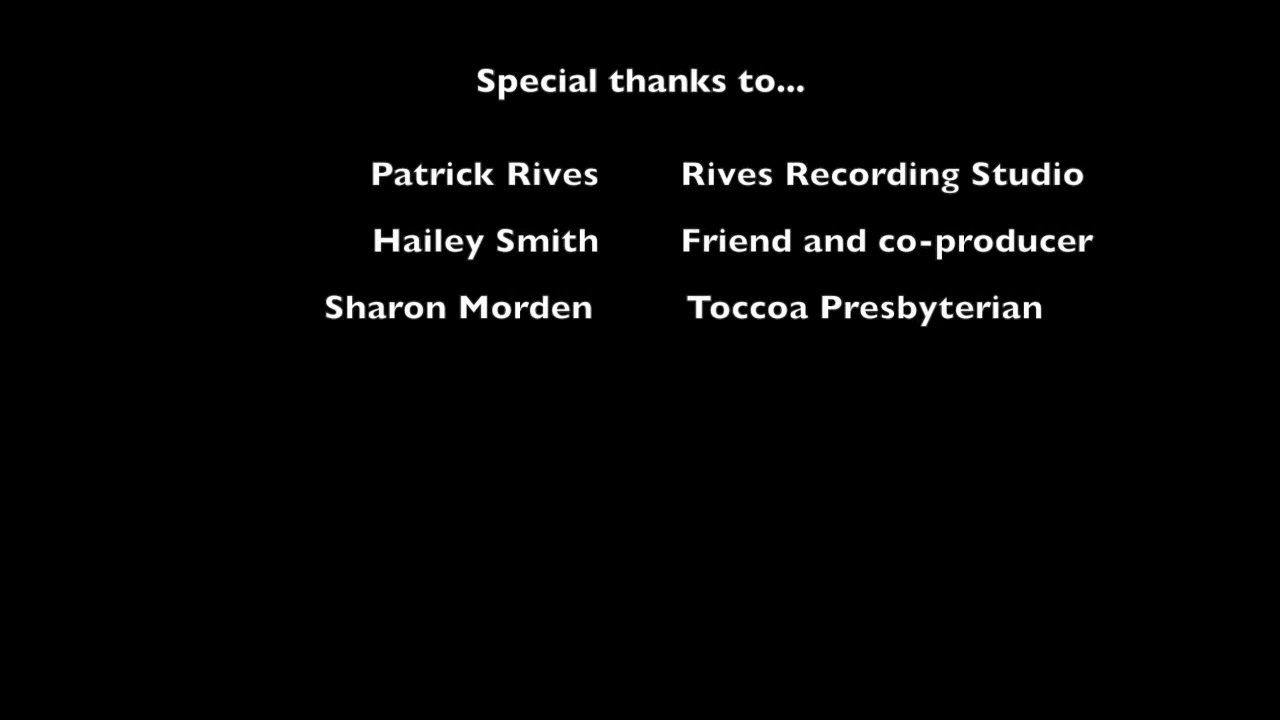 Special thanks to...
Patrick Rives Rives Recording Studio
Hailey Smith Friend and co-producer
Sharon Morden Toccoa Presbyterian